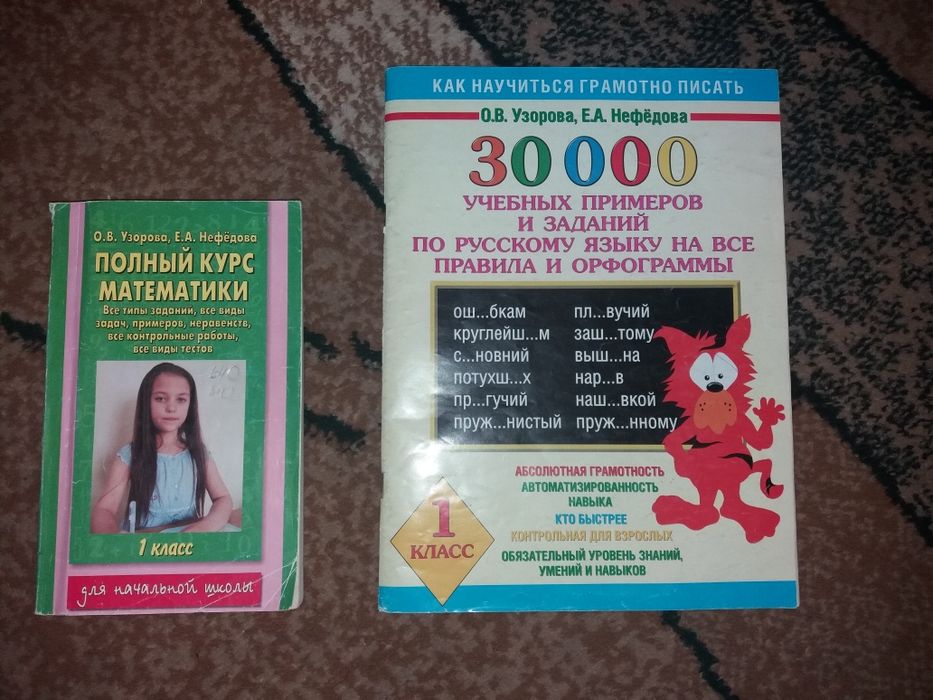 О.В. Узорова, Е.А. Нефёдова
ПОЛНЫЙ КУРС
МАТЕМАТИКИ
Все типы заданий, все виды
задач, примеров, неравенств,
все контрольные работы,
все виды тестов
1 класс
для начальной школы
КАК НАУЧИТЬСЯ ГРАМОТНО ПИСАТЬ
О.В. Узорова, Е.А. Нефёдова
30000
УЧЕБНЫХ ПРИМЕРОВ
И ЗАДАНИЙ
ПО РУССКОМУ ЯЗЫКУ НА ВСЕ
ПРАВИЛА И ОРФОГРАММЫ
ош...бкам пл...вучий
круглейш...м заш...тому
с...новний выш...на
потухш...х нар...в
пр...гучий наш...вкой
пруж...нистый пруж...нному
АБСОЛЮТНАЯ ГРАМОТНОСТЬ
АВТОМАТИЗИРОВАННОСТЬ
НАВЫКА
КТО БЫСТРЕЕ
КОНТРОЛЬНАЯ ДЛЯ ВЗРОСЛЫХ
ОБЯЗАТЕЛЬНЫЙ УРОВЕНЬ ЗНАНИЙ,
УМЕНИЙ И НАВЫКОВ
1
КЛАСС